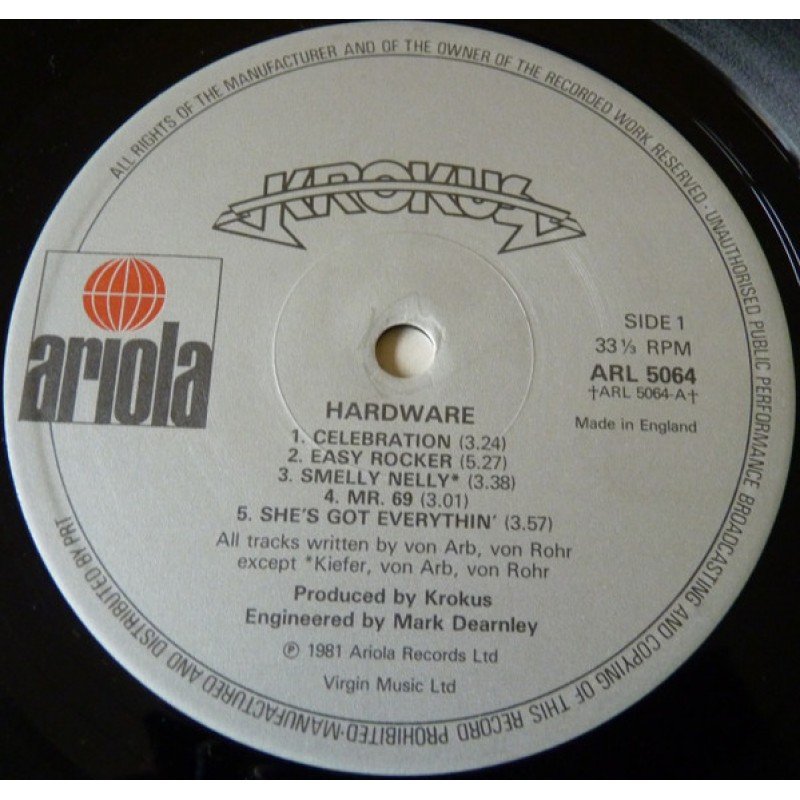 ALL RIGHTS OF THE MANUFACTURER AND OF THE OWNER OF THE RECORDED WORK RESERVED · UNAUTHORISED PUBLIC PERFORMANCE BROADCASTING AND COPYING OF THIS RECORD PROHIBITED·MANUFACTURED AND DISTRIBUTED BY PRT
KROKUS
ariola
SIDE 1
33 ⅓ RPM
ARL 5064
†ARL 5064-A†
Made in England
HARDWARE
1. CELEBRATION (3.24)
2. EASY ROCKER (5.27)
3. SMELLY NELLY* (3.38)
4. MR. 69 (3.01)
5. SHE'S GOT EVERYTHIN' (3.57)
All tracks written by von Arb, von Rohr
except *Kiefer, von Arb, von Rohr
Produced by Krokus
Engineered by Mark Dearnley
℗ 1981 Ariola Records Ltd
Virgin Music Ltd